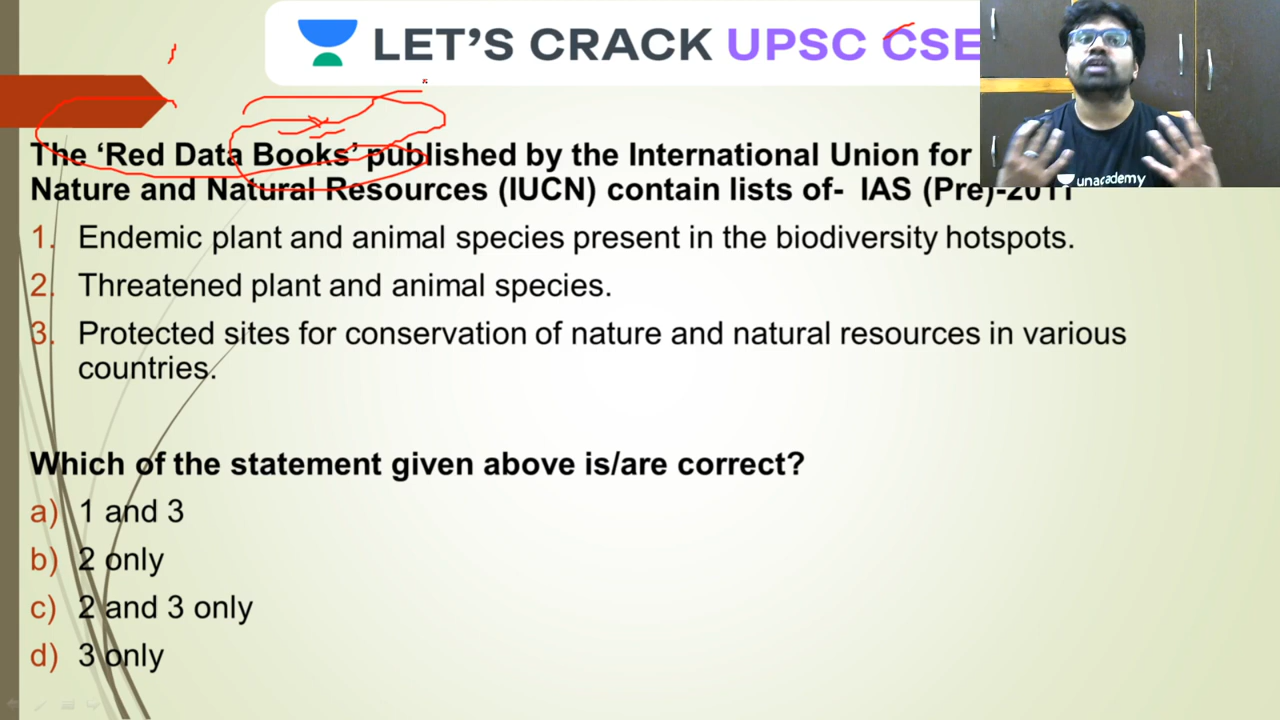 LET'S CRACK UPSC CSE
unacademy
The ‘Red Data Books’ published by the International Union for
Nature and Natural Resources (IUCN) contain lists of- IAS (Pre)-2011
1. Endemic plant and animal species present in the biodiversity hotspots.
2. Threatened plant and animal species.
3. Protected sites for conservation of nature and natural resources in various
countries.
Which of the statement given above is/are correct?
a) 1 and 3
b) 2 only
c) 2 and 3 only
d) 3 only